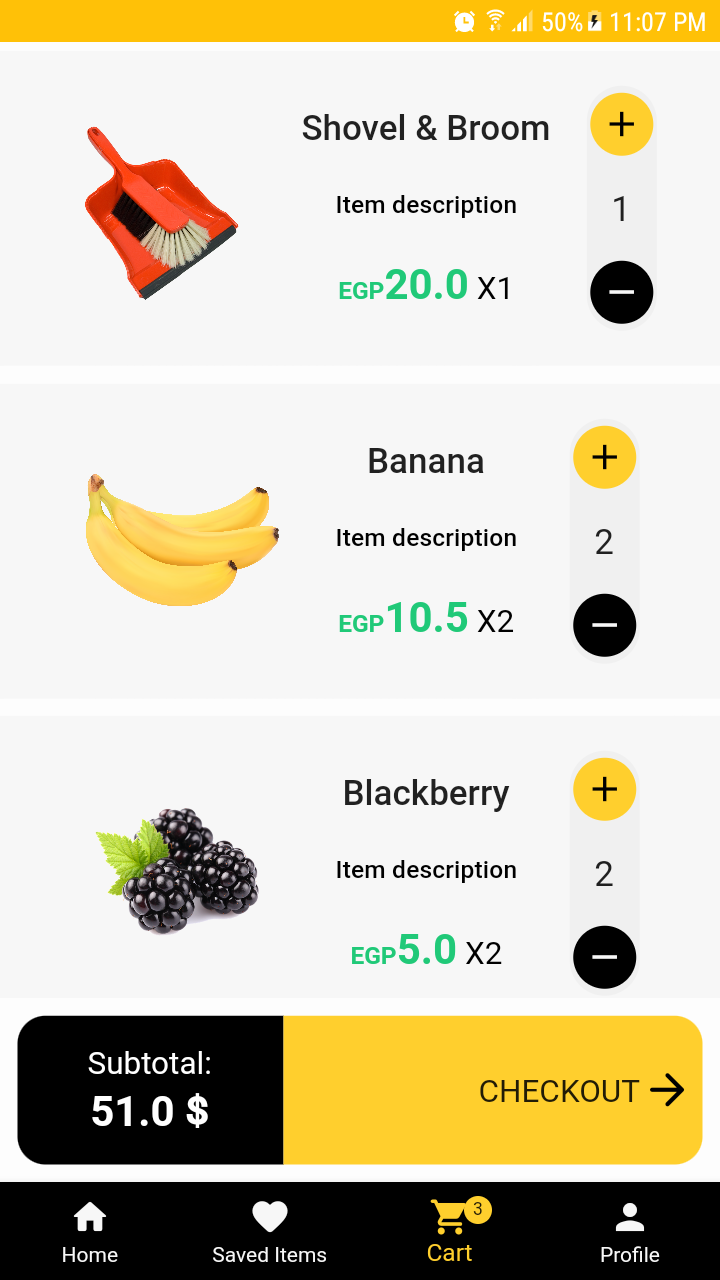 50% 11:07 PM
Shovel & Broom
Item description
1
EGP20.0 X1
Banana
Item description
2
EGP10.5 X2
Blackberry
Item description
2
EGP5.0 X2
Subtotal:
51.0 $
CHECKOUT
3
Home Saved Items Cart Profile